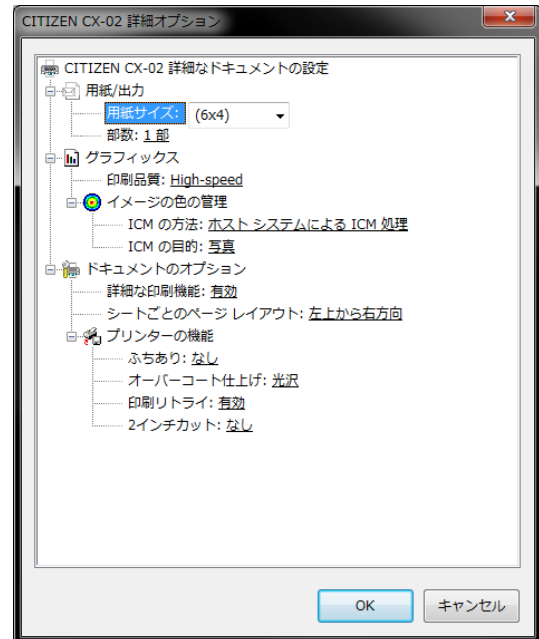 CITIZEN CX-02 詳細オプション
CITIZEN CX-02 詳細なドキュメントの設定
用紙/出力
用紙サイズ: (6x4)
部数: 1 部
グラフィックス
印刷品質: High-speed
イメージの色の管理
ICM の方法: ホスト システムによる ICM 処理
ICM の目的: 写真
ドキュメントのオプション
詳細な印刷機能: 有効
シートごとのページ レイアウト: 左上から右方向
プリンターの機能
ふちあり: なし
オーバーコート仕上げ: 光沢
印刷リトライ: 有効
2インチカット: なし
OK キャンセル